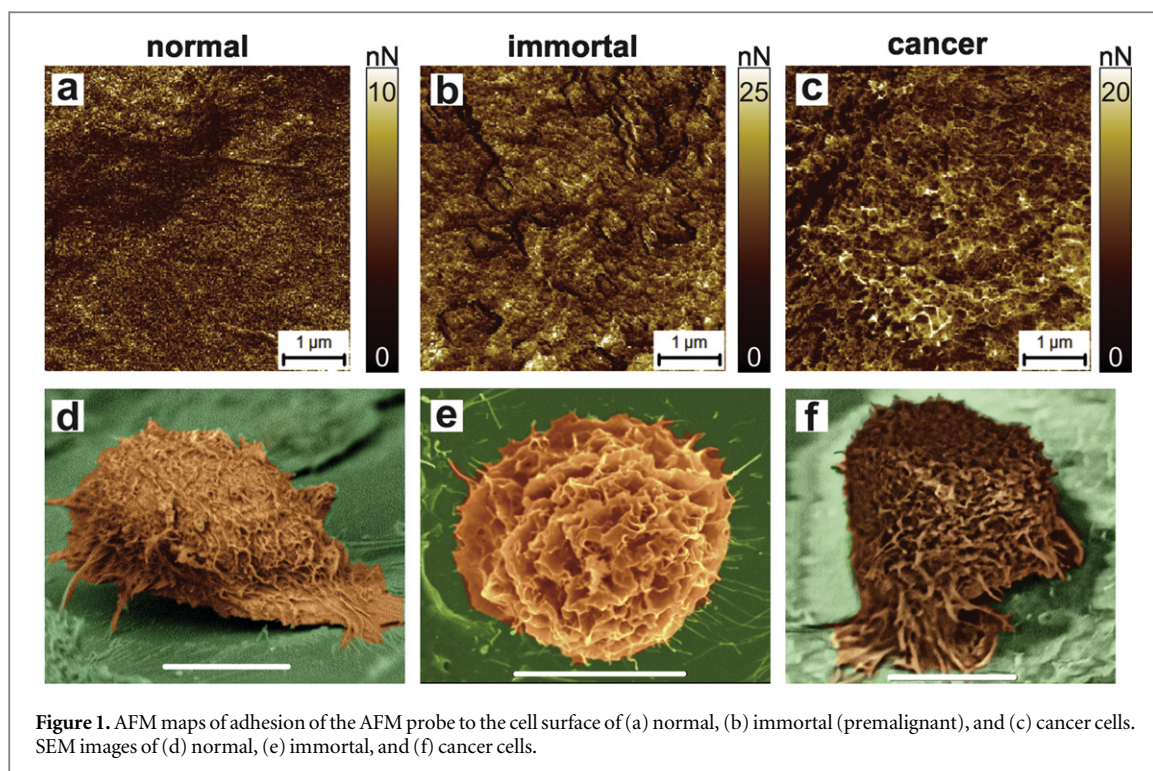 normal
immortal
cancer
a
nN
10
0
1 µm
b
nN
25
0
1 µm
c
nN
20
0
1 µm
d
e
f
Figure 1. AFM maps of adhesion of the AFM probe to the cell surface of (a) normal, (b) immortal (premalignant), and (c) cancer cells.
SEM images of (d) normal, (e) immortal, and (f) cancer cells.